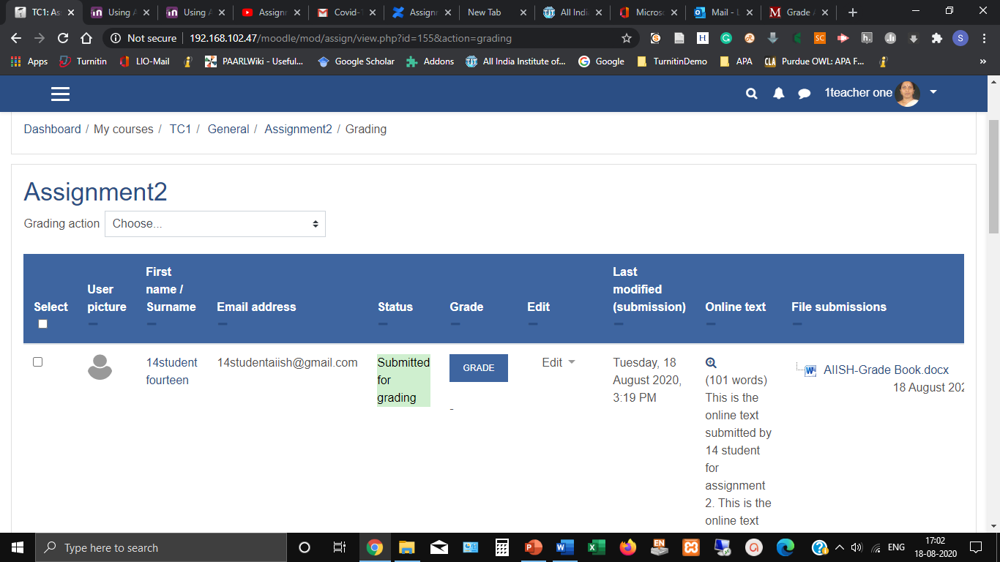 TC1: As
Using A
Using A
Assignm
Covid-1
Assignm
New Tab
All India
Microso
Mail - L
Grade A
Not secure
192.168.102.47/moodle/mod/assign/view.php?id=155&action=grading
Apps
Turnitin
LIO-Mail
PAARLWiki - Useful...
Google Scholar
Addons
All India Institute of...
Google
TurnitinDemo
APA
Purdue OWL: APA F...
1teacher one
Dashboard / My courses / TC1 / General / Assignment2 / Grading
Assignment2
Grading action Choose...
Select
User picture
First name / Surname
Email address
Status
Grade
Edit
Last modified (submission)
Online text
File submissions
14student
fourteen
14studentaiish@gmail.com
Submitted
for
grading
GRADE
-
Edit
Tuesday, 18
August 2020,
3:19 PM
(101 words)
This is the
online text
submitted by
14 student
for
assignment
2. This is the
online text
AIISH-Grade Book.docx
18 August 202
Type here to search
ENG
17:02
18-08-2020